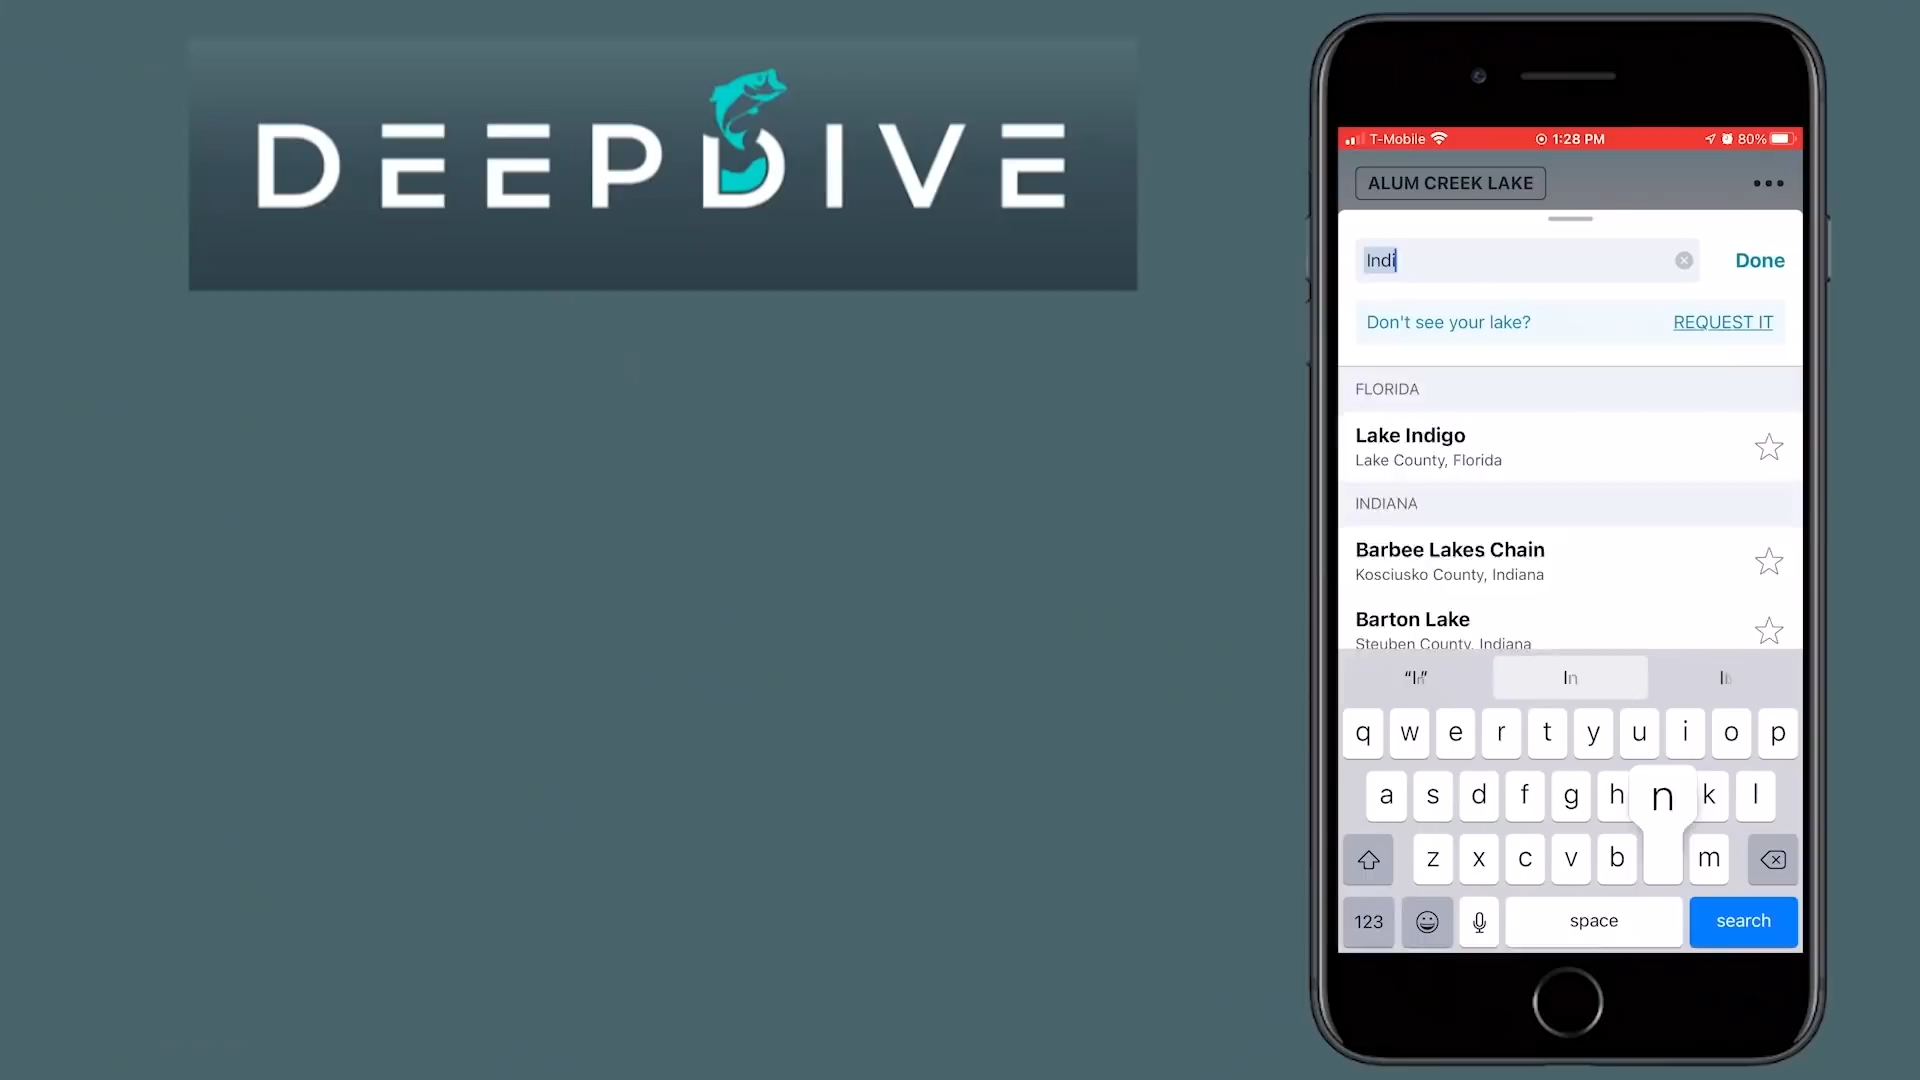 DEEPDIVE
T-Mobile
1:28 PM
80%
ALUM CREEK LAKE
Indi
Done
Don't see your lake?
REQUEST IT
FLORIDA
Lake Indigo
Lake County, Florida
INDIANA
Barbee Lakes Chain
Kosciusko County, Indiana
Barton Lake
Steuben County, Indiana
In
q w e r t y u i o p
a s d f g h n k l
z x c v b m
123 space search